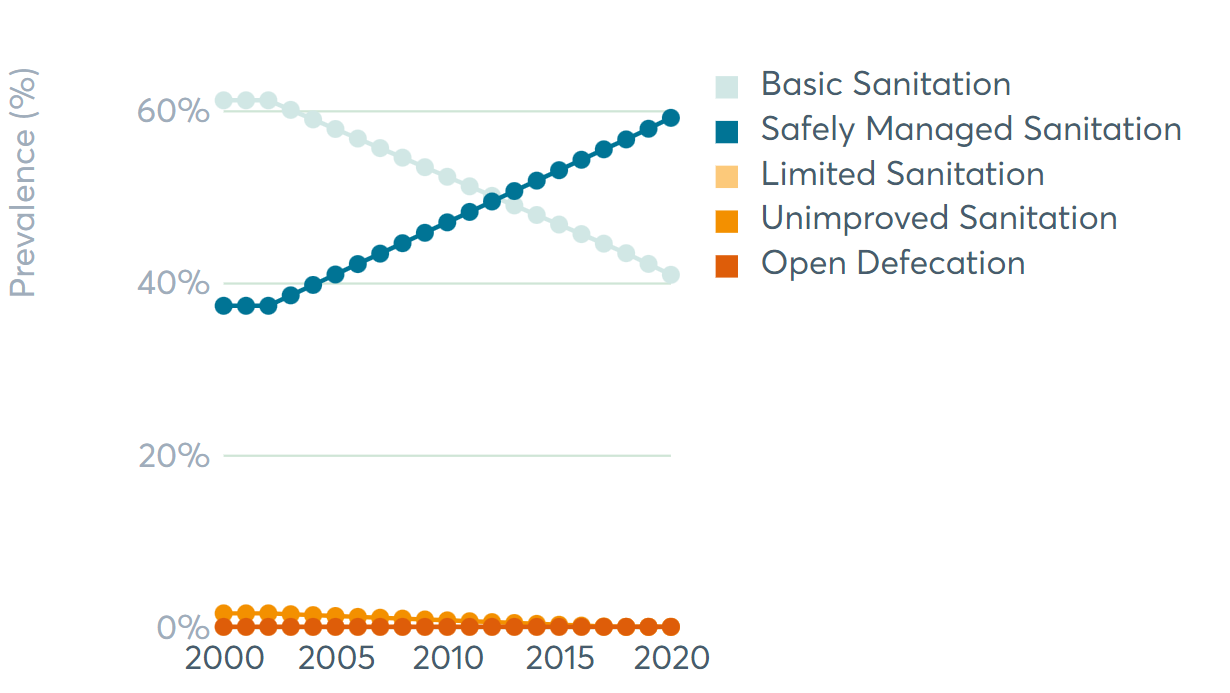 Prevalence (%)
60%
40%
20%
0%
2000 2005 2010 2015 2020
Basic Sanitation
Safely Managed Sanitation
Limited Sanitation
Unimproved Sanitation
Open Defecation